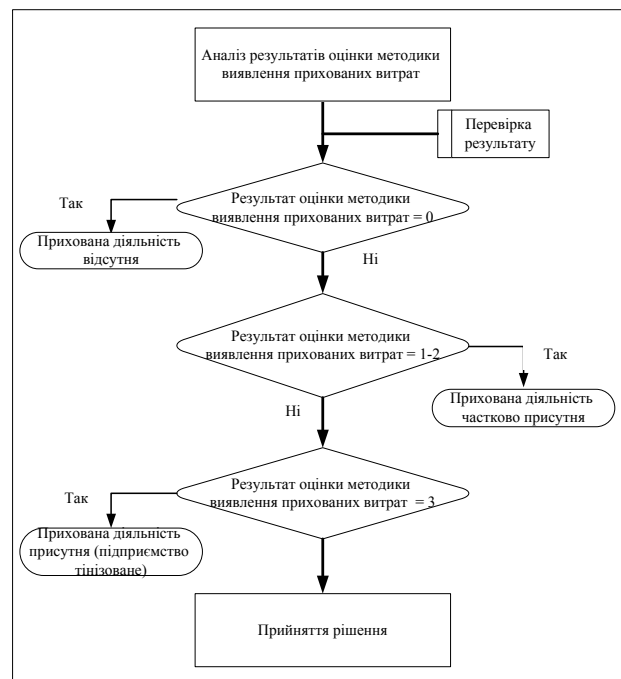 Аналіз результатів оцінки методики
виявлення прихованих витрат
Перевірка
результату
Результат оцінки методики
виявлення прихованих витрат = 0
Так
Прихована діяльність
відсутня
Ні
Результат оцінки методики
виявлення прихованих витрат = 1-2
Так
Прихована діяльність
частково присутня
Ні
Результат оцінки методики
виявлення прихованих витрат = 3
Так
Прихована діяльність
присутня (підприємство
тінізоване)
Прийняття рішення